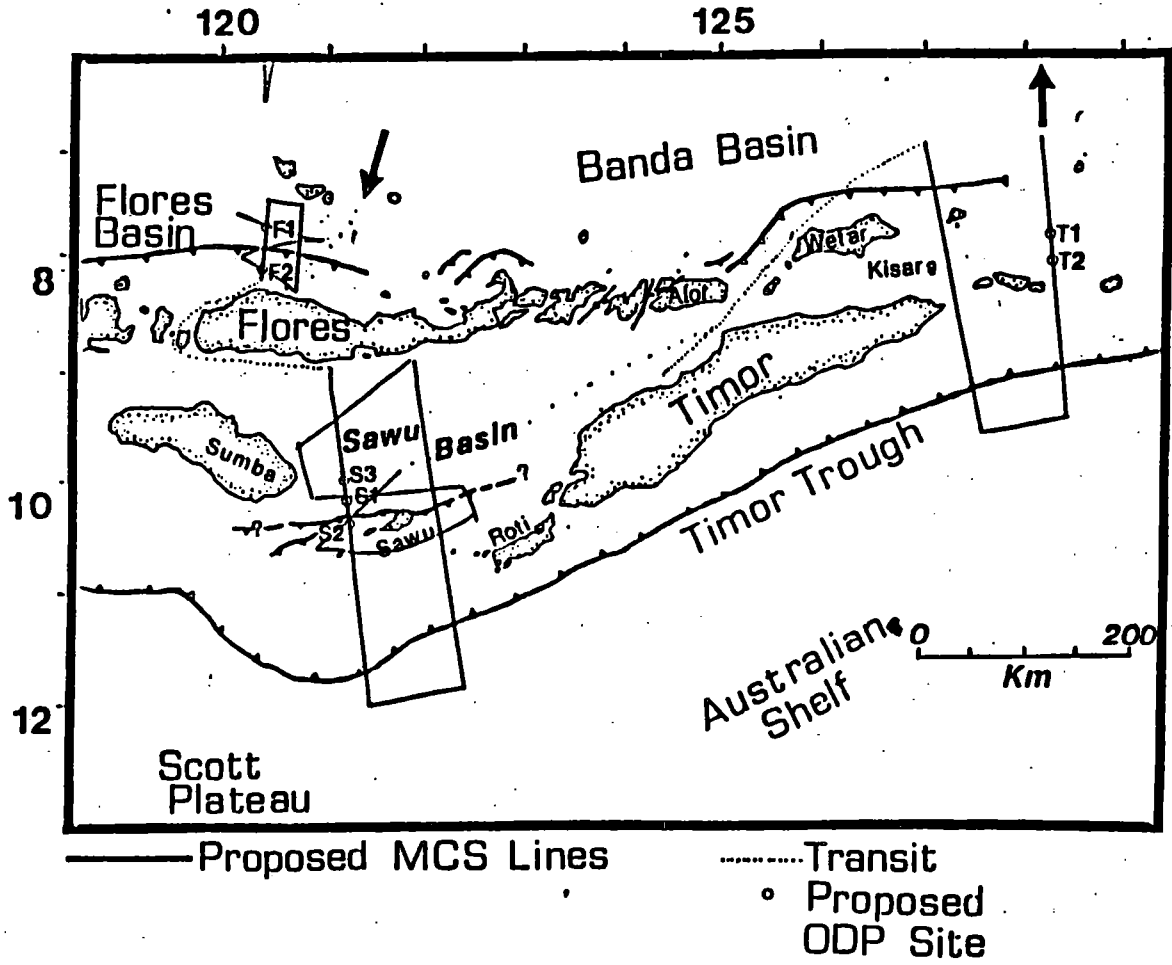 120
125
Banda Basin
Flores
Basin
F1
F2
8
Wetar
Kisare
T1
T2
Alor
Flores
Timor
Sawu
Basin
Sumba
S3
S1
?
10
?
S2
Sawu
Roti
Timor Trough
Australian
Shelf
0
200
Km
12
Scott
Plateau
Proposed MCS Lines
Transit
Proposed
ODP Site